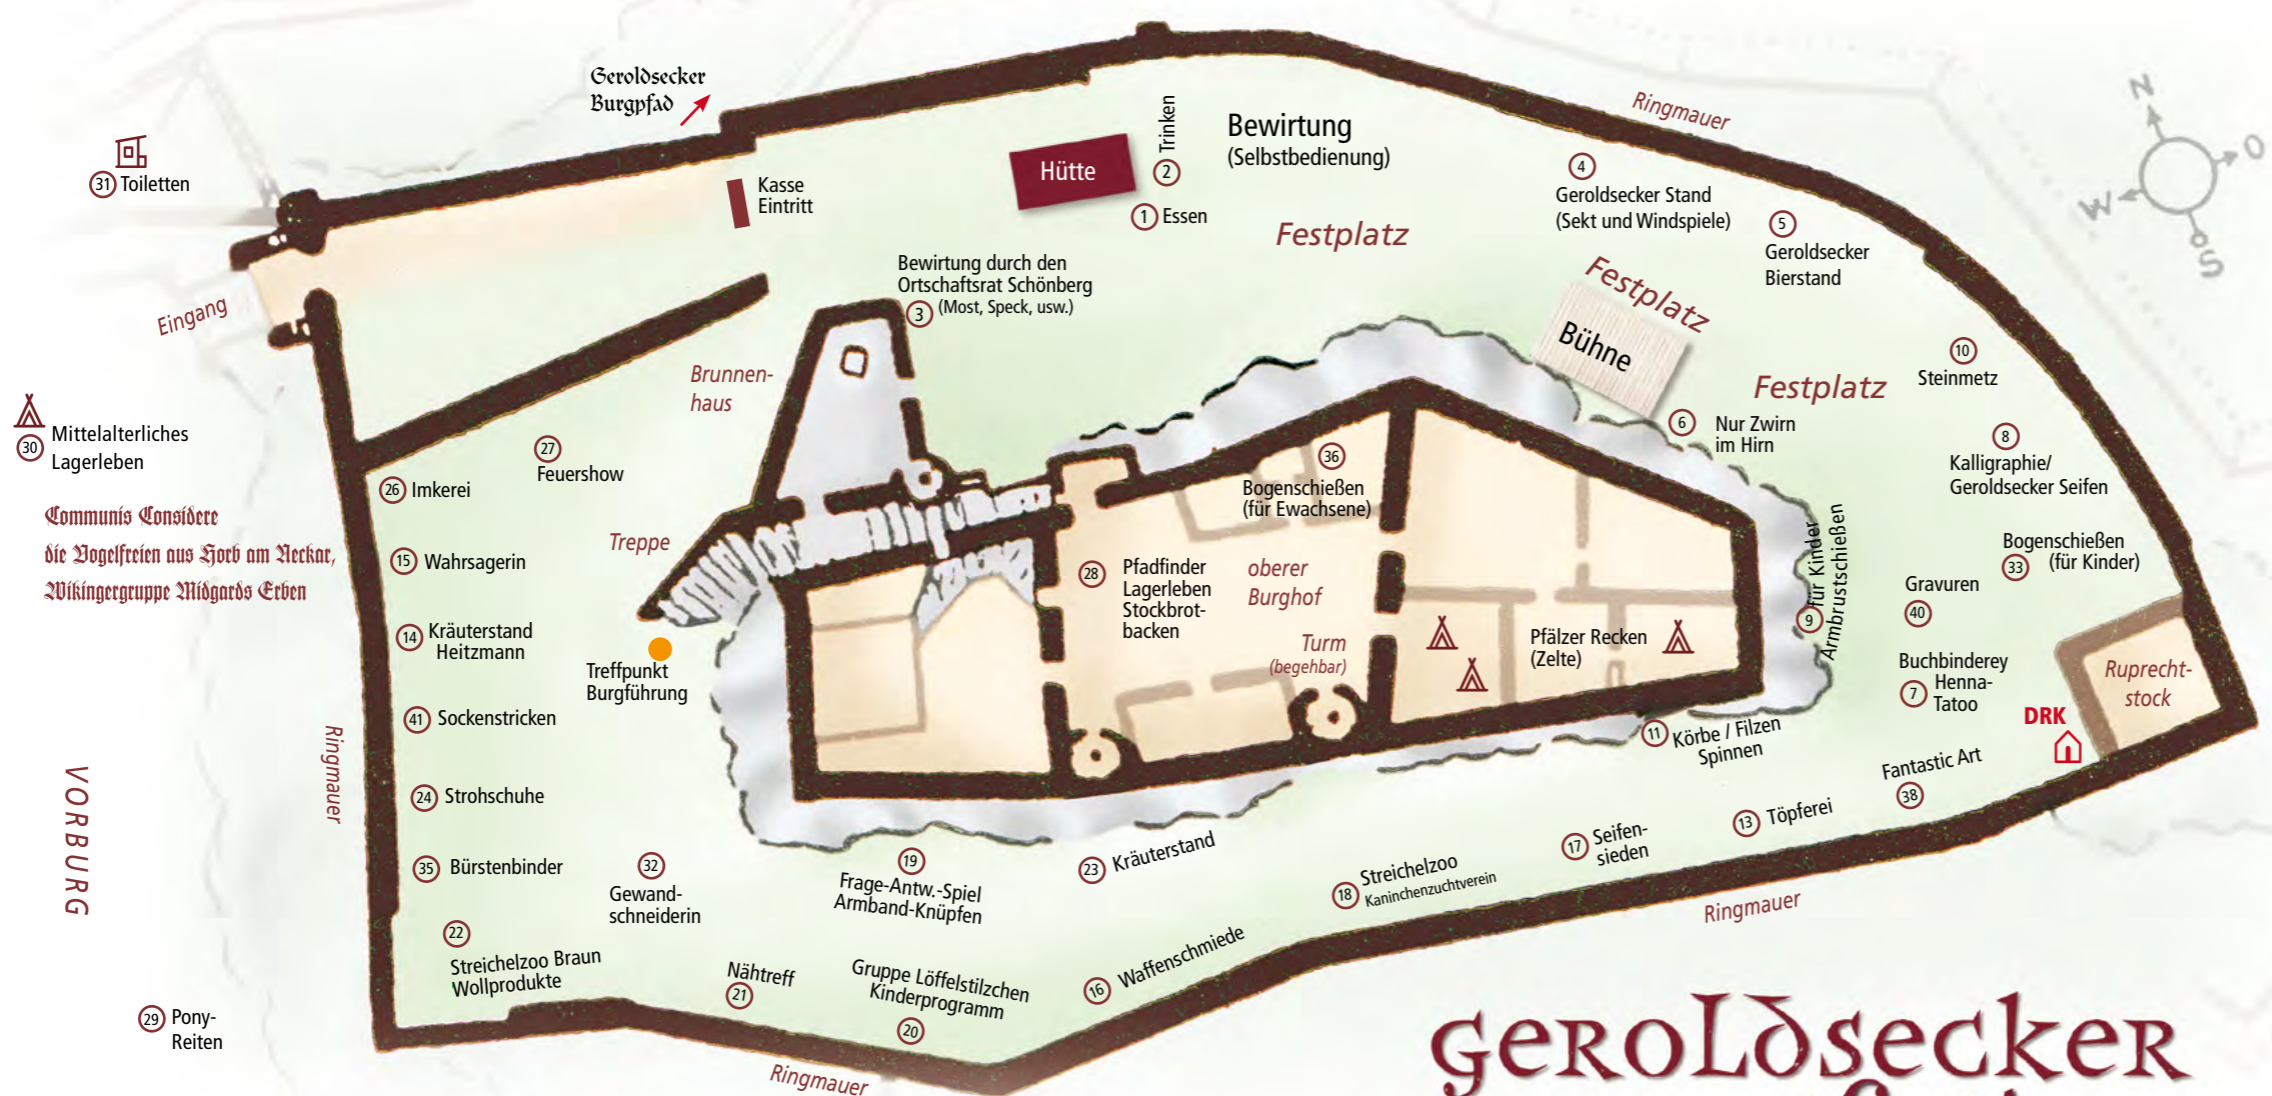 Geroldsecker
Burgpfad
31 Toiletten
Eingang
Kasse
Eintritt
Hütte
2 Trinken
1 Essen
Bewirtung
(Selbstbedienung)
Festplatz
Ringmauer
4
Geroldsecker Stand
(Sekt und Windspiele)
5
Geroldsecker
Bierstand
N
O
W
S
Bewirtung durch den
Ortschaftsrat Schönberg
3 (Most, Speck, usw.)
Festplatz
Bühne
Festplatz
10
Steinmetz
6 Nur Zwirn
im Hirn
8
Kalligraphie/
Geroldsecker Seifen
Bogenschießen
33 (für Kinder)
Gravuren
40
9 für Kinder
Armbrustschießen
Buchbinderey
7 Henna-
Tatoo
Ruprecht-
stock
DRK
Brunnen-
haus
30 Mittelalterliches
Lagerleben
Communis Considere
die Vogelfreien aus Horb am Neckar,
Wikingergruppe Midgards Erben
27
Feuershow
26 Imkerei
15 Wahrsagerin
Treppe
14 Kräuterstand
Heitzmann
Treffpunkt
Burgführung
41 Sockenstricken
24 Strohschuhe
35 Bürstenbinder
Ringmauer
VORBURG
36
Bogenschießen
(für Ewachsene)
28 Pfadfinder
Lagerleben
Stockbrot-
backen
oberer
Burghof
Turm
(begehbar)
Pfälzer Recken
(Zelte)
11 Körbe / Filzen
Spinnen
Fantastic Art
38
13 Töpferei
17 Seifen-
sieden
18 Streichelzoo
Kaninchenzuchtverein
23 Kräuterstand
19
Frage-Antw.-Spiel
Armband-Knüpfen
32
Gewand-
schneiderin
22
Streichelzoo Braun
Wollprodukte
Nähtreff
21
Gruppe Löffelstilzchen
Kinderprogramm
20
16 Waffenschmiede
Ringmauer
29 Pony-
Reiten
Ringmauer
Geroldsecker